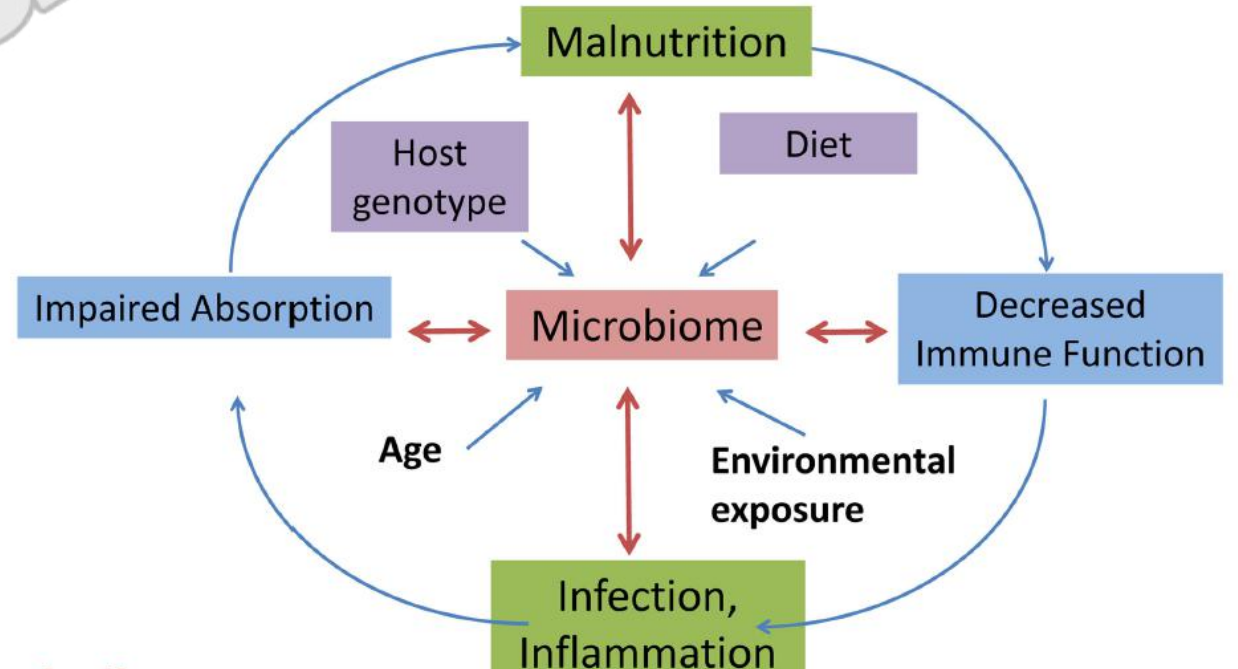 Malnutrition
Host
genotype
Diet
Impaired Absorption
Microbiome
Decreased
Immune Function
Age
Environmental
exposure
Infection,
Inflammation